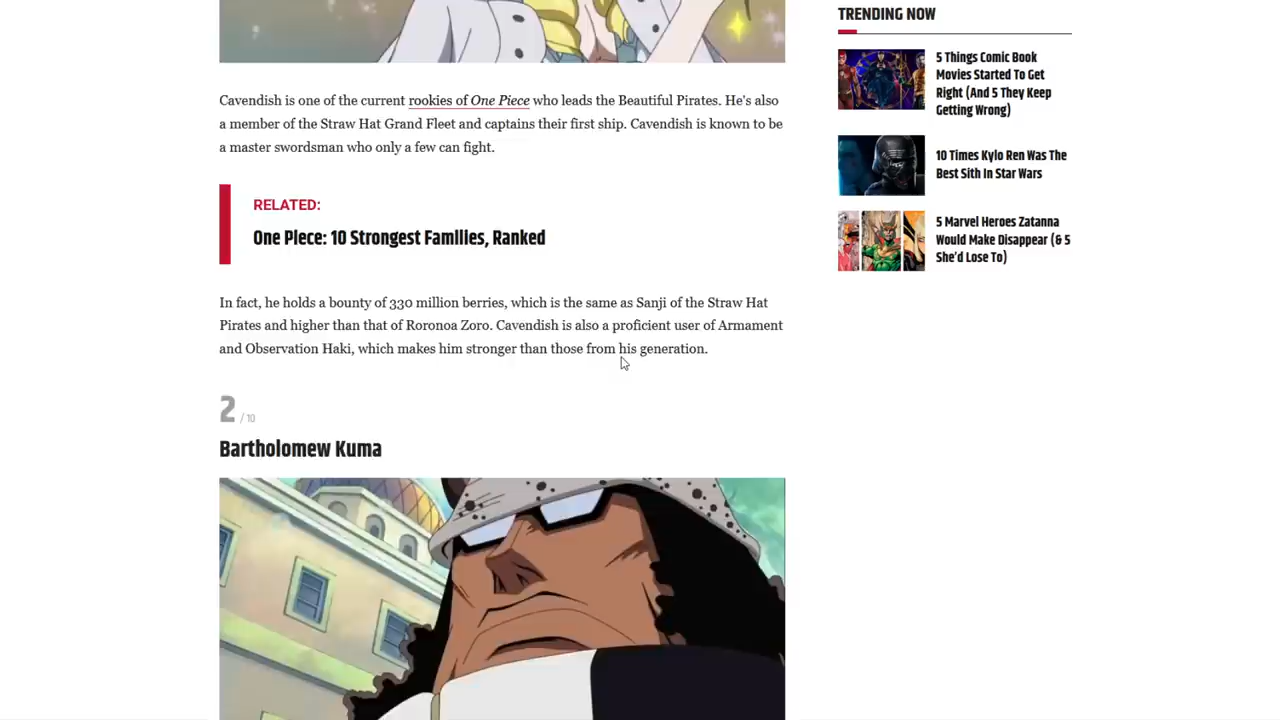 TRENDING NOW
5 Things Comic Book
Movies Started To Get
Right (And 5 They Keep
Getting Wrong)
Cavendish is one of the current rookies of One Piece who leads the Beautiful Pirates. He's also
a member of the Straw Hat Grand Fleet and captains their first ship. Cavendish is known to be
a master swordsman who only a few can fight.
10 Times Kylo Ren Was The
Best Sith In Star Wars
RELATED:
One Piece: 10 Strongest Families, Ranked
5 Marvel Heroes Zatanna
Would Make Disappear (& 5
She'd Lose To)
In fact, he holds a bounty of 330 million berries, which is the same as Sanji of the Straw Hat
Pirates and higher than that of Roronoa Zoro. Cavendish is also a proficient user of Armament
and Observation Haki, which makes him stronger than those from his generation.
2 / 10
Bartholomew Kuma